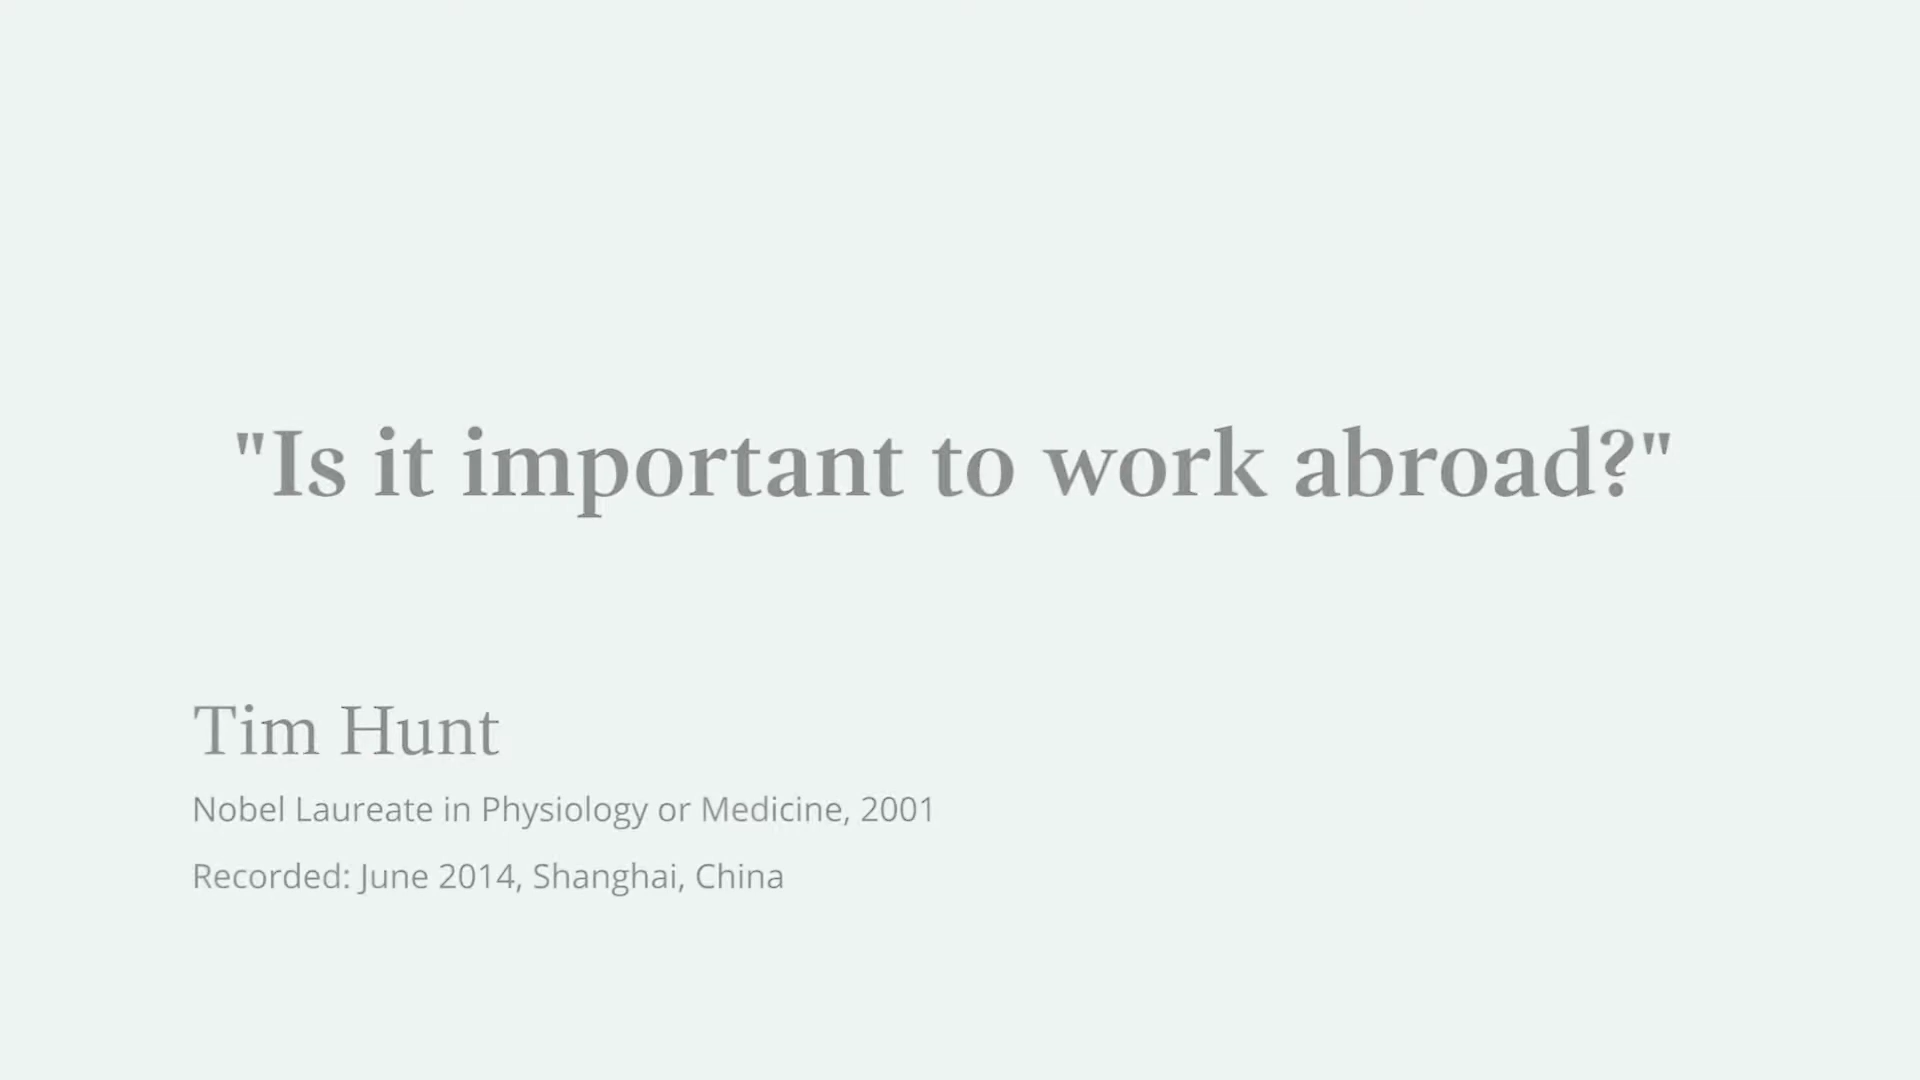 "Is it important to work abroad?"
Tim Hunt
Nobel Laureate in Physiology or Medicine, 2001
Recorded: June 2014, Shanghai, China